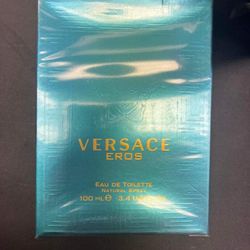 VERSACE
EROS
EAU DE TOILETTE
NATURAL SPRAY
100 ML ℮ 3.4